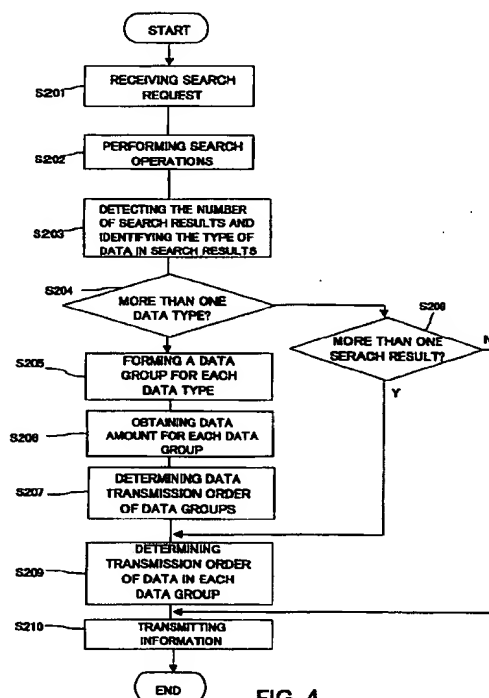 START
S201
RECEIVING SEARCH
REQUEST
S202
PERFORMING SEARCH
OPERATIONS
S203
DETECTING THE NUMBER
OF SEARCH RESULTS AND
IDENTIFYING THE TYPE OF
DATA IN SEARCH RESULTS
S204
MORE THAN ONE
DATA TYPE?
S208
MORE THAN ONE
SERACH RESULT?
N
Y
S205
FORMING A DATA
GROUP FOR EACH
DATA TYPE
S206
OBTAINING DATA
AMOUNT FOR EACH DATA
GROUP
S207
DETERMINING DATA
TRANSMISSION ORDER
OF DATA GROUPS
S209
DETERMINING
TRANSMISSION ORDER
OF DATA IN EACH
DATA GROUP
S210
TRANSMITTING
INFORMATION
END
FIG. 4